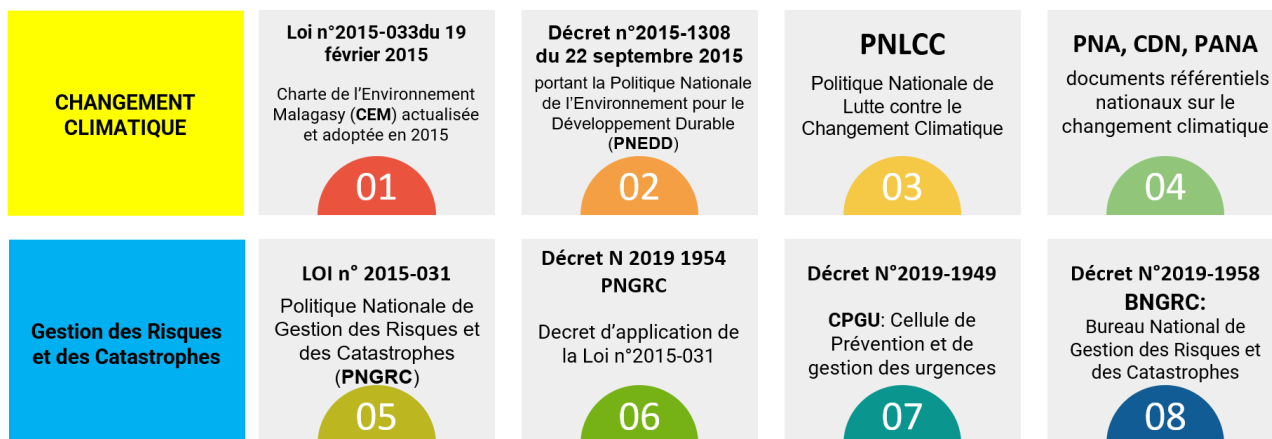 CHANGEMENT
CLIMATIQUE
Loi n°2015-033du 19
février 2015
Charte de l'Environnement
Malagasy (CEM) actualisée
et adoptée en 2015
01
Décret n°2015-1308
du 22 septembre 2015
portant la Politique Nationale
de l'Environnement pour le
Développement Durable
(PNEDD)
02
PNLCC
Politique Nationale de
Lutte contre le
Changement Climatique
03
PNA, CDN, PANA
documents référentiels
nationaux sur le
changement climatique
04
Gestion des Risques
et des Catastrophes
LOI n° 2015-031
Politique Nationale de
Gestion des Risques et
des Catastrophes
(PNGRC)
05
Décret N 2019 1954
PNGRC
Decret d'application de
la Loi n°2015-031
06
Décret N°2019-1949
CPGU: Cellule de
Prévention et de
gestion des urgences
07
Décret N°2019-1958
BNGRC:
Bureau National de
Gestion des Risques et
des Catastrophes
08